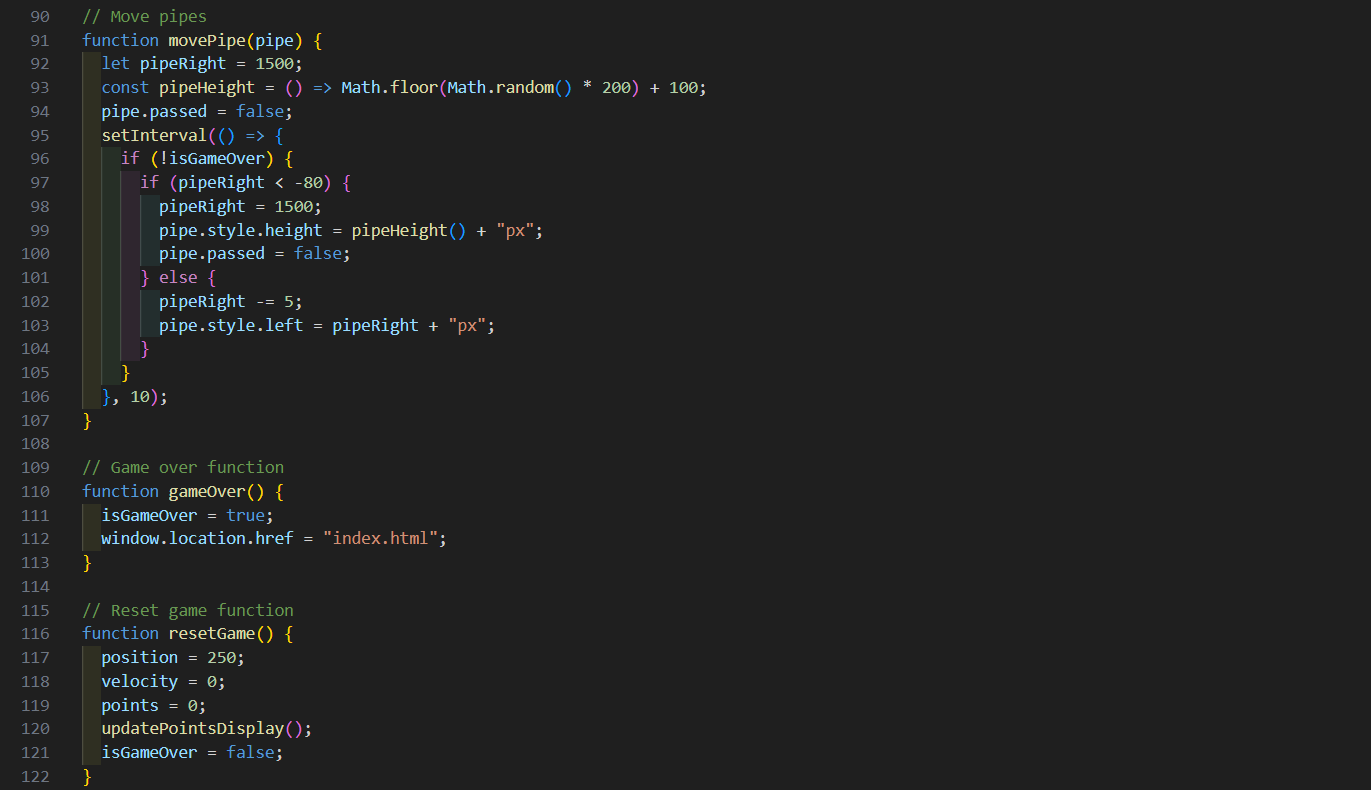 90 // Move pipes
91 function movePipe(pipe) {
92   let pipeRight = 1500;
93   const pipeHeight = () => Math.floor(Math.random() * 200) + 100;
94   pipe.passed = false;
95   setInterval(() => {
96     if (!isGameOver) {
97       if (pipeRight < -80) {
98         pipeRight = 1500;
99         pipe.style.height = pipeHeight() + "px";
100         pipe.passed = false;
101       } else {
102         pipeRight -= 5;
103         pipe.style.left = pipeRight + "px";
104       }
105     }
106   }, 10);
107 }
108
109 // Game over function
110 function gameOver() {
111   isGameOver = true;
112   window.location.href = "index.html";
113 }
114
115 // Reset game function
116 function resetGame() {
117   position = 250;
118   velocity = 0;
119   points = 0;
120   updatePointsDisplay();
121   isGameOver = false;
122 }